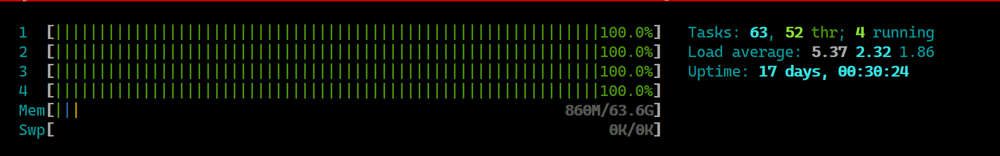 1 [||||||||||||||||||||||||||||||||||||||||||||||||||||||||||||||100.0%] Tasks: 63, 52 thr; 4 running
2 [||||||||||||||||||||||||||||||||||||||||||||||||||||||||||||||100.0%] Load average: 5.37 2.32 1.86
3 [||||||||||||||||||||||||||||||||||||||||||||||||||||||||||||||100.0%] Uptime: 17 days, 00:30:24
4 [||||||||||||||||||||||||||||||||||||||||||||||||||||||||||||||100.0%]
Mem[||| 860M/63.6G]
Swp[ 0K/0K]